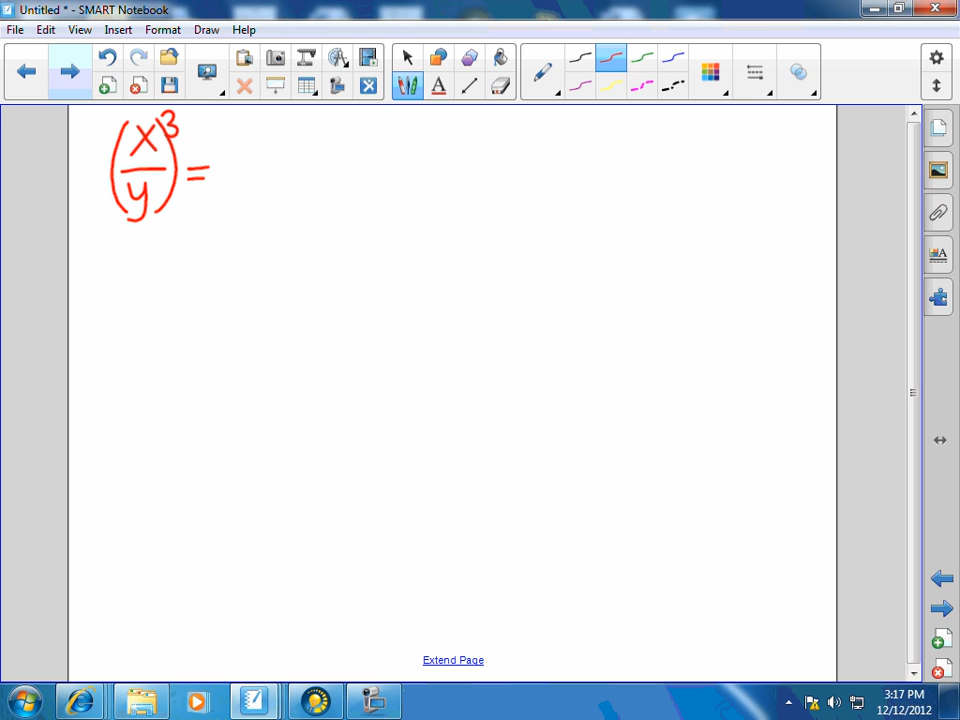 Untitled * - SMART Notebook
File Edit View Insert Format Draw Help
(x/y)³ =
Extend Page
3:17 PM
12/12/2012